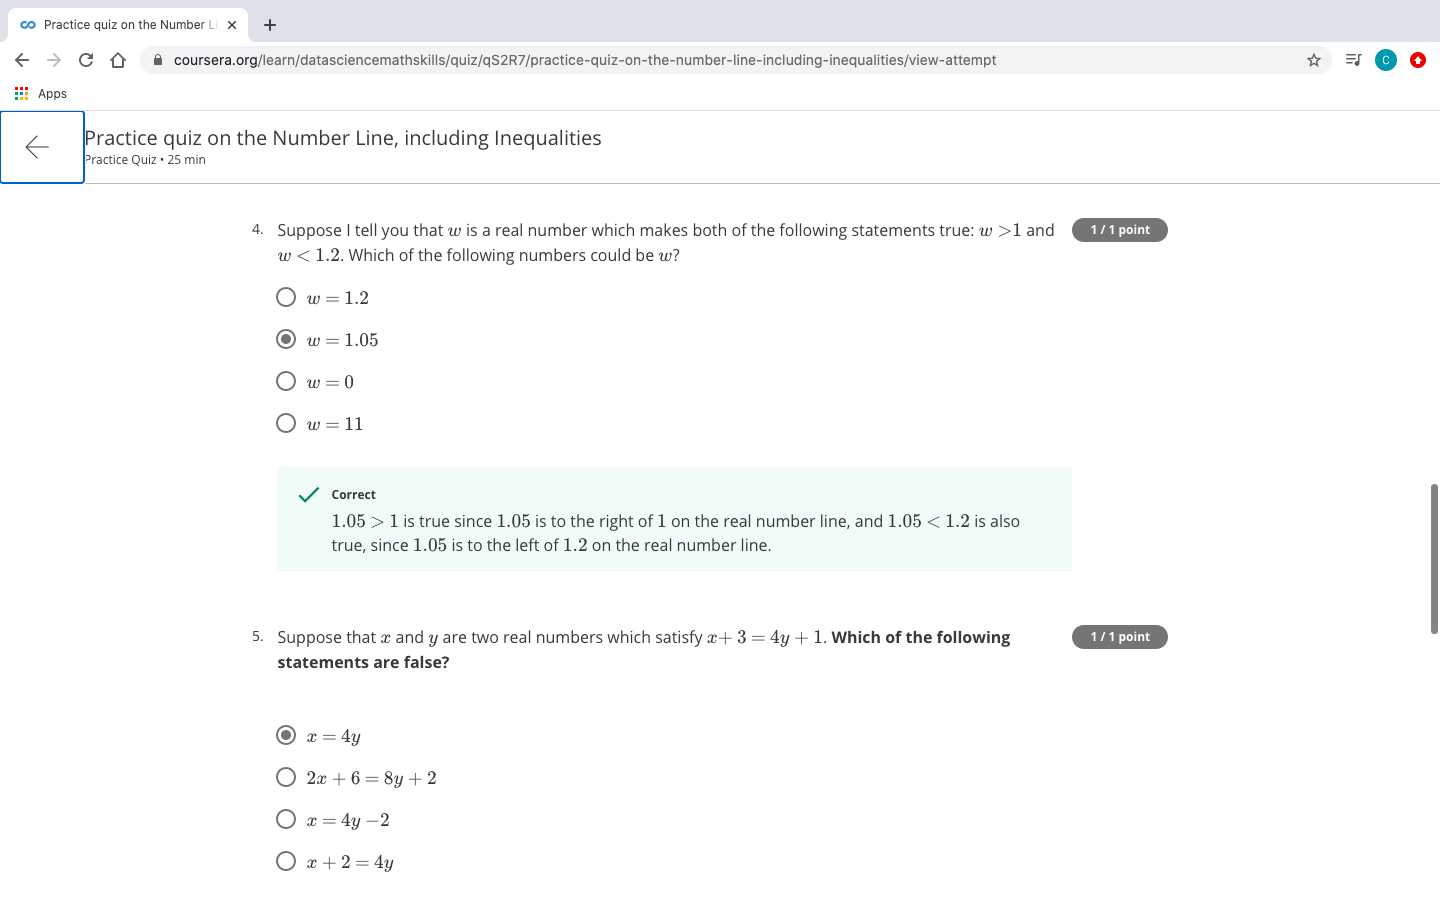 Practice quiz on the Number Li
coursera.org/learn/datasciencemathskills/quiz/qS2R7/practice-quiz-on-the-number-line-including-inequalities/view-attempt
C
Apps
Practice quiz on the Number Line, including Inequalities
Practice Quiz • 25 min
4. Suppose I tell you that w is a real number which makes both of the following statements true: w >1 and
w < 1.2. Which of the following numbers could be w?
1 / 1 point
w = 1.2
w = 1.05
w = 0
w = 11
Correct
1.05 > 1 is true since 1.05 is to the right of 1 on the real number line, and 1.05 < 1.2 is also
true, since 1.05 is to the left of 1.2 on the real number line.
5. Suppose that x and y are two real numbers which satisfy x+ 3 = 4y + 1. Which of the following
statements are false?
1 / 1 point
x = 4y
2x + 6 = 8y + 2
x = 4y −2
x + 2 = 4y